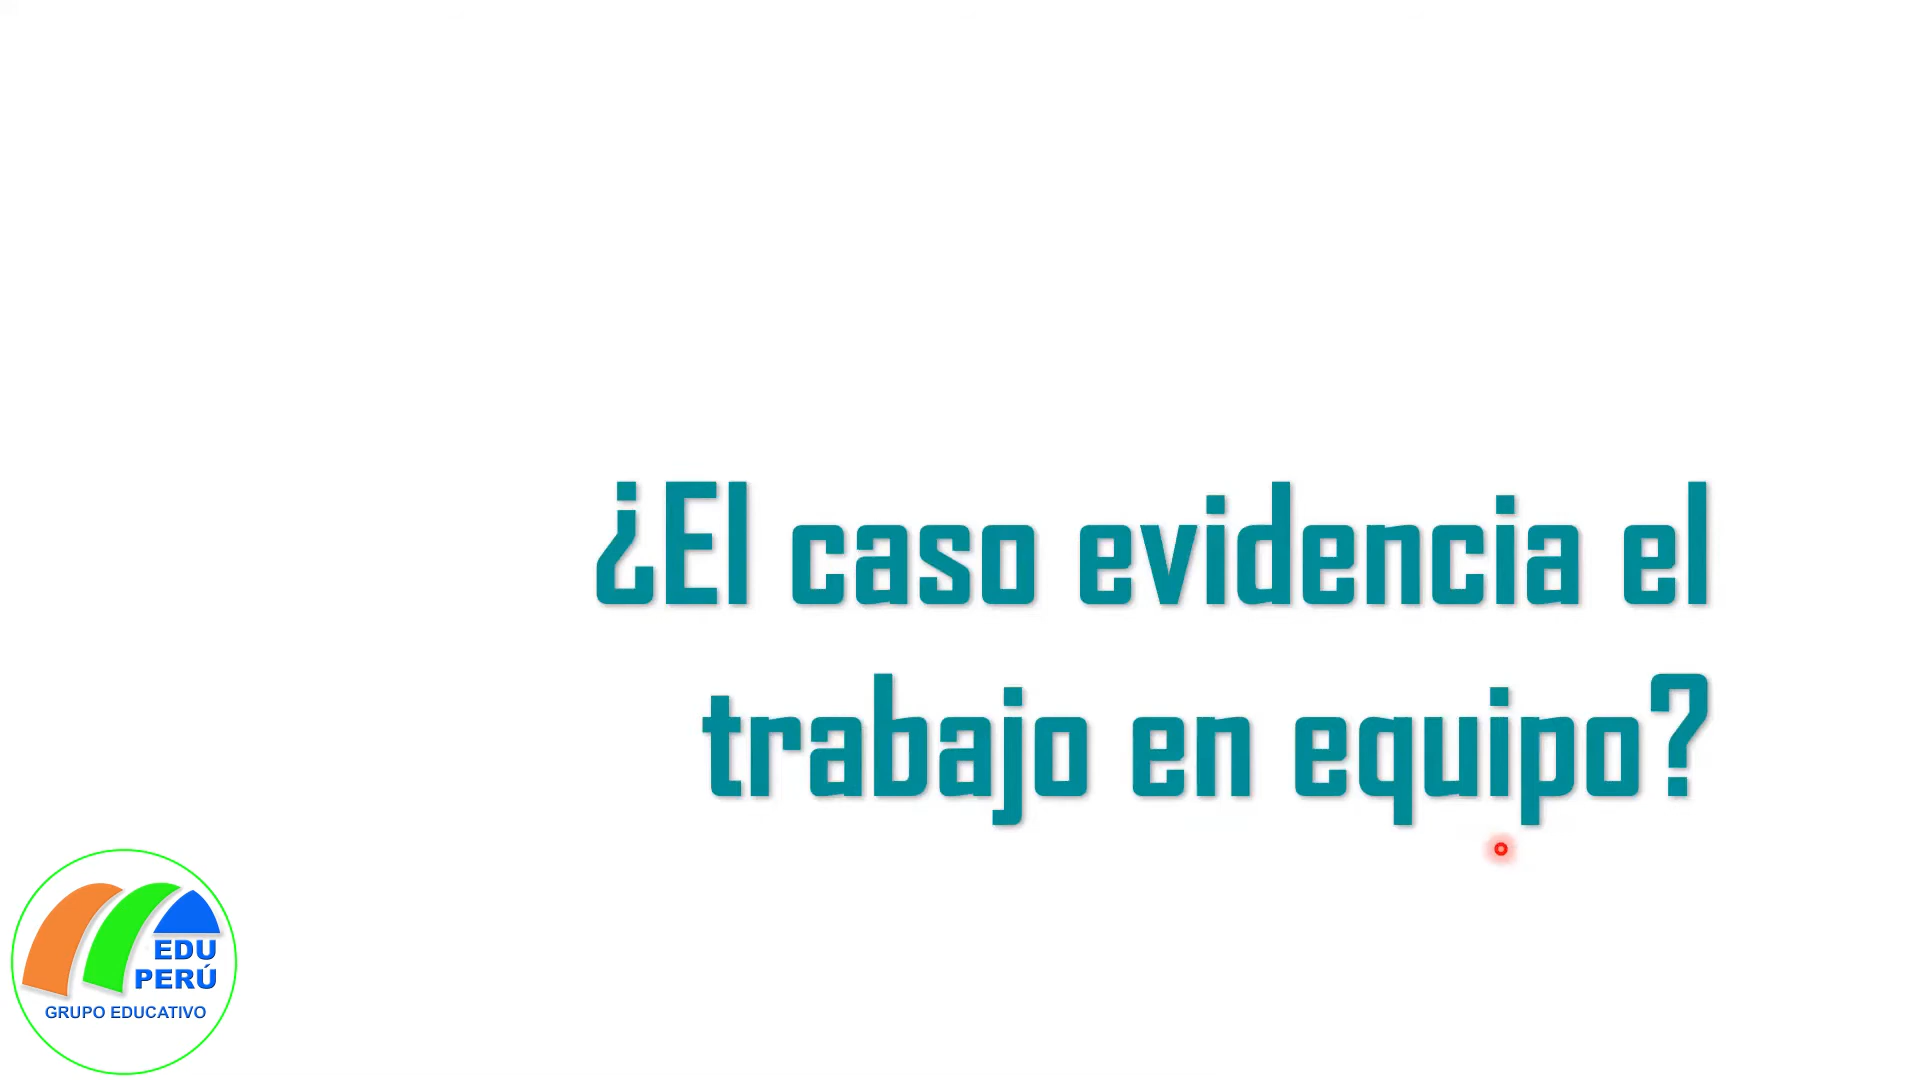 ¿El caso evidencia el
trabajo en equipo?
EDU
PERÚ
GRUPO EDUCATIVO